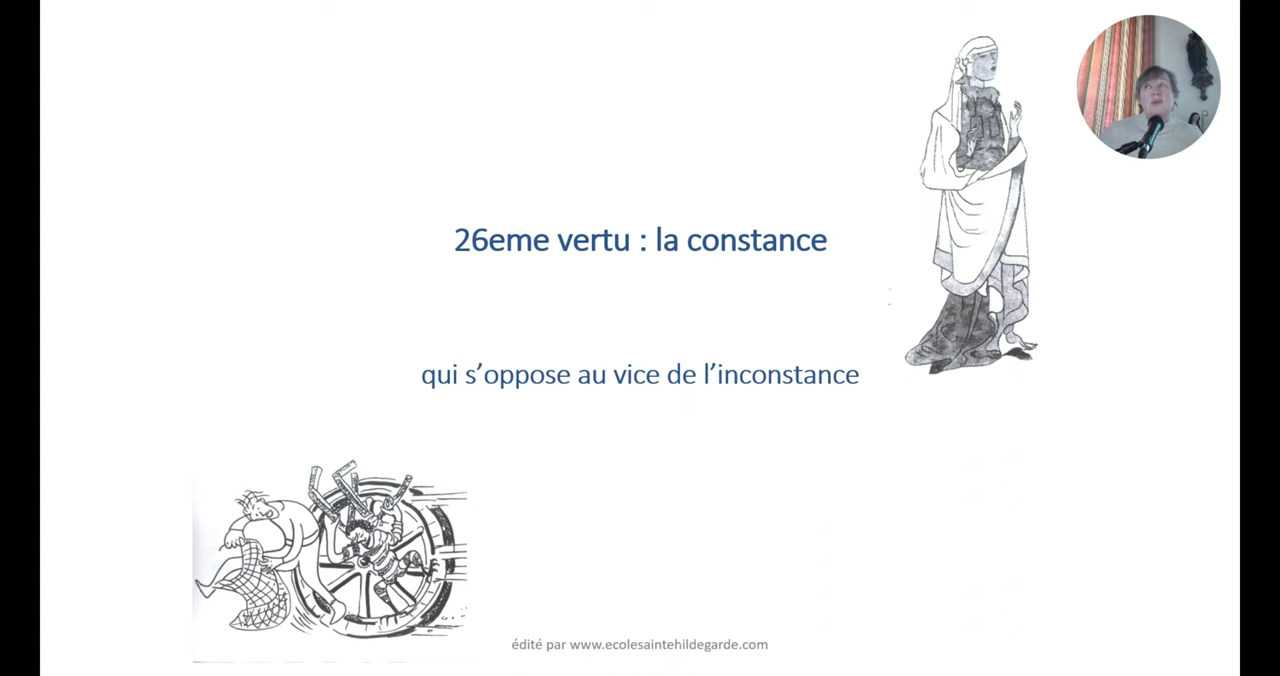 26eme vertu : la constance
qui s’oppose au vice de l’inconstance
édité par www.ecolesaintehildegarde.com